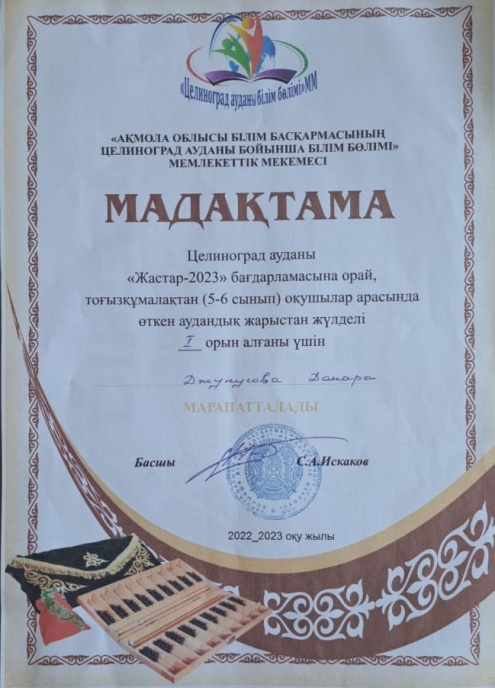 «Целиноград ауданы білім бөлімі»ММ
«АҚМОЛА ОБЛЫСЫ БІЛІМ БАСҚАРМАСЫНЫҢ
ЦЕЛИНОГРАД АУДАНЫ БОЙЫНША БІЛІМ БӨЛІМІ»
МЕМЛЕКЕТТІК МЕКЕМЕСІ
МАДАҚТАМА
Целиноград ауданы
«Жастар-2023» бағдарламасына орай,
тоғызқұмалақтан (5-6 сынып) оқушылар арасында
өткен аудандық жарыстан жүлделі
I орын алғаны үшін
Джунусова Данара
МАРАПАТТАЛАДЫ
Басшы С.А.Искаков
2022_2023 оқу жылы